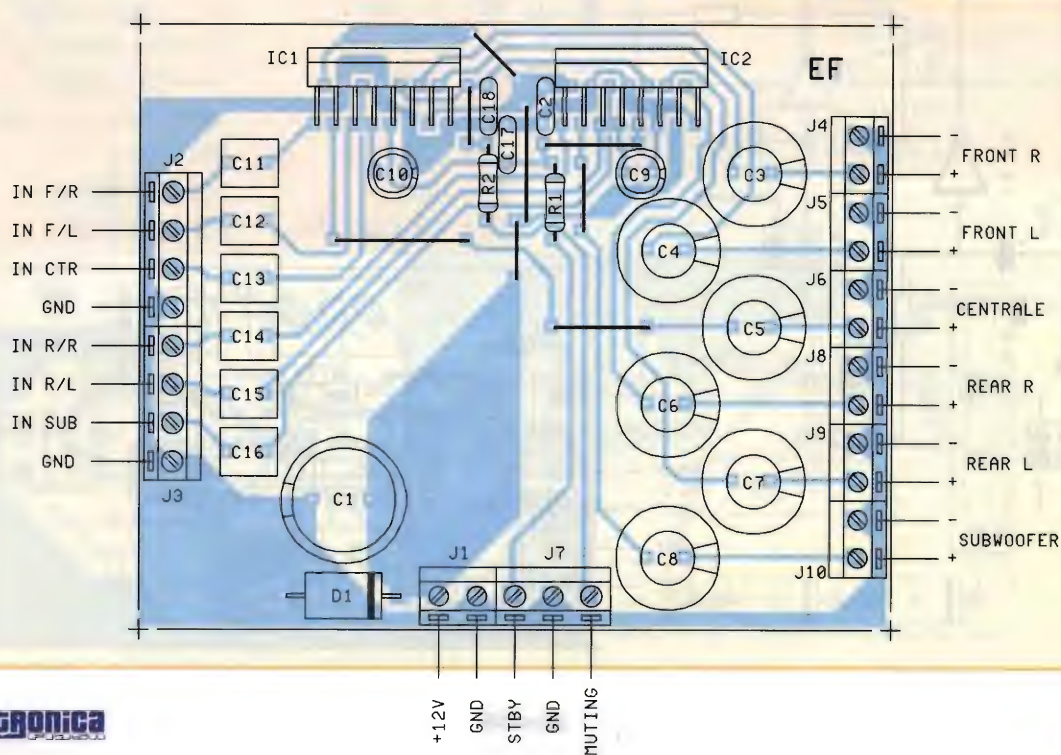 IC1
IC2
EF
C18
C2
C17
J2
C11
C10
R2
R1
C9
C3
J4
-
FRONT R
+
IN F/R
IN F/L
C12
C4
J5
-
FRONT L
+
IN CTR
C13
J6
-
CENTRALE
+
GND
C14
C5
J8
-
REAR R
+
IN R/R
IN R/L
C15
C6
J9
-
REAR L
+
IN SUB
C16
C7
GND
J3
C1
-
SUBWOOFER
+
J1
J7
C8
J10
D1
+12V
GND
STBY
GND
MUTING